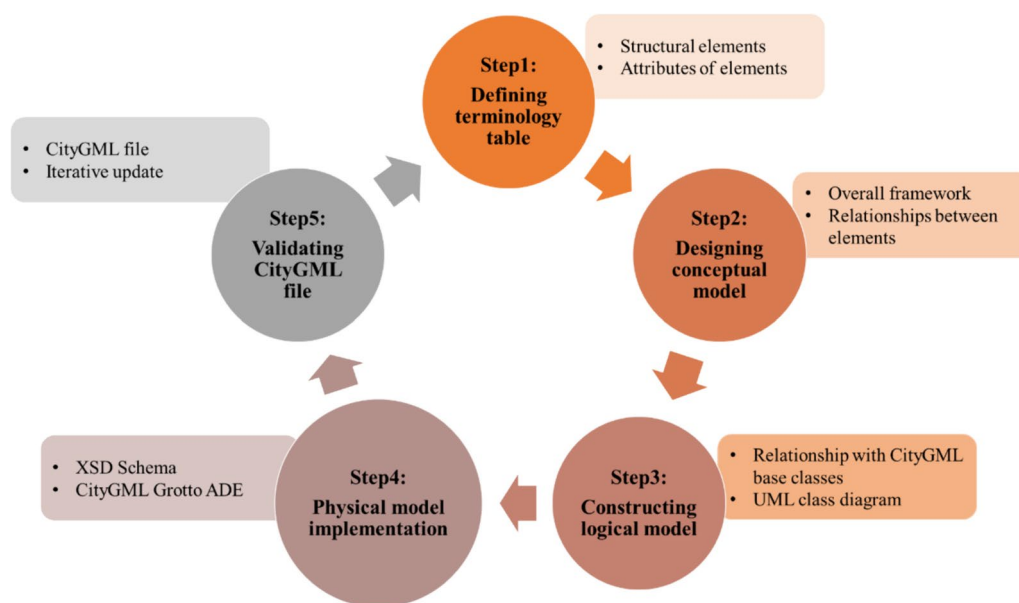 Step1:
Defining
terminology
table
• Structural elements
• Attributes of elements
Step2:
Designing
conceptual
model
• Overall framework
• Relationships between
elements
Step3:
Constructing
logical model
• Relationship with CityGML
base classes
• UML class diagram
Step4:
Physical model
implementation
• XSD Schema
• CityGML Grotto ADE
Step5:
Validating
CityGML
file
• CityGML file
• Iterative update